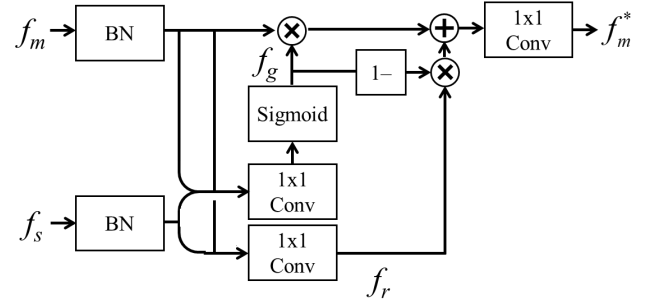 f_m
BN
1x1
Conv
f_m^*
f_g
1–
Sigmoid
1x1
Conv
f_s
BN
1x1
Conv
f_r